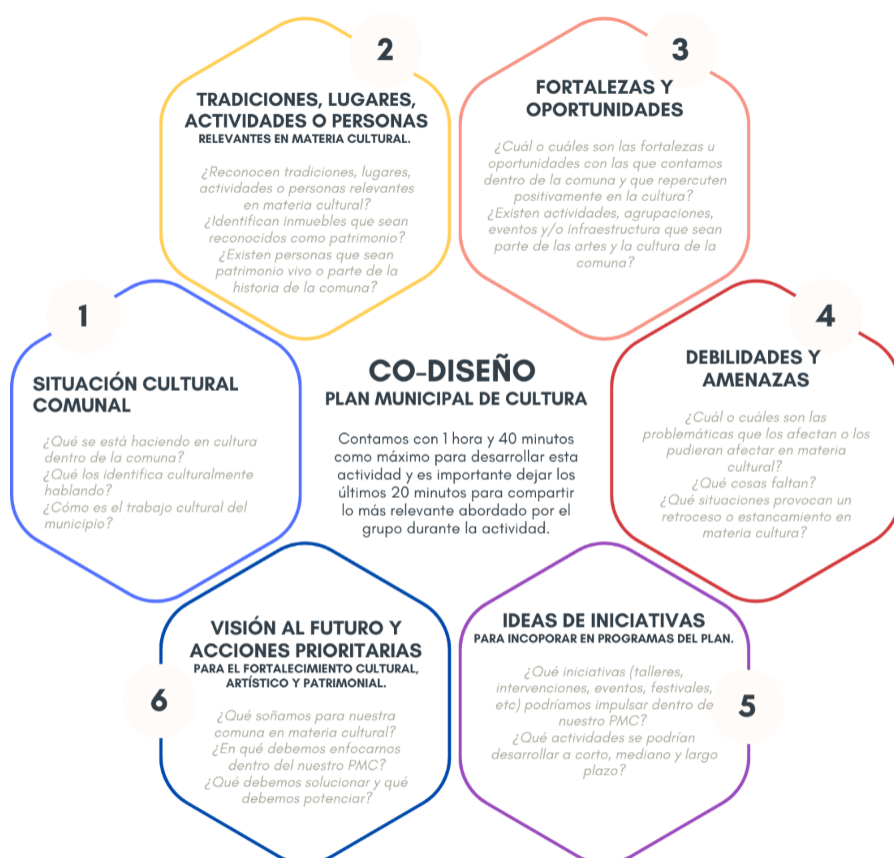 CO-DISEÑO
PLAN MUNICIPAL DE CULTURA
Contamos con 1 hora y 40 minutos
como máximo para desarrollar esta
actividad y es importante dejar los
últimos 20 minutos para compartir
lo más relevante abordado por el
grupo durante la actividad.
1
SITUACIÓN CULTURAL
COMUNAL
¿Qué se está haciendo en cultura
dentro de la comuna?
¿Qué los identifica culturalmente
hablando?
¿Cómo es el trabajo cultural del
municipio?
2
TRADICIONES, LUGARES,
ACTIVIDADES O PERSONAS
RELEVANTES EN MATERIA CULTURAL.
¿Reconocen tradiciones, lugares,
actividades o personas relevantes
en materia cultural?
¿Identifican inmuebles que sean
reconocidos como patrimonio?
¿Existen personas que sean
patrimonio vivo o parte de la
historia de la comuna?
3
FORTALEZAS Y
OPORTUNIDADES
¿Cuál o cuáles son las fortalezas u
oportunidades con las que contamos
dentro de la comuna y que repercuten
positivamente en la cultura?
¿Existen actividades, agrupaciones,
eventos y/o infraestructura que sean
parte de las artes y la cultura de la
comuna?
4
DEBILIDADES Y
AMENAZAS
¿Cuál o cuáles son las
problemáticas que los afectan o los
pudieran afectar en materia
cultural?
¿Qué cosas faltan?
¿Qué situaciones provocan un
retroceso o estancamiento en
materia cultura?
5
IDEAS DE INICIATIVAS
PARA INCOPORAR EN PROGRAMAS DEL PLAN.
¿Qué iniciativas (talleres,
intervenciones, eventos, festivales,
etc) podríamos impulsar dentro de
nuestro PMC?
¿Qué actividades se podrían
desarrollar a corto, mediano y largo
plazo?
6
VISIÓN AL FUTURO Y
ACCIONES PRIORITARIAS
PARA EL FORTALECIMIENTO CULTURAL,
ARTÍSTICO Y PATRIMONIAL.
¿Qué soñamos para nuestra
comuna en materia cultural?
¿En qué debemos enfocarnos
dentro del nuestro PMC?
¿Qué debemos solucionar y qué
debemos potenciar?